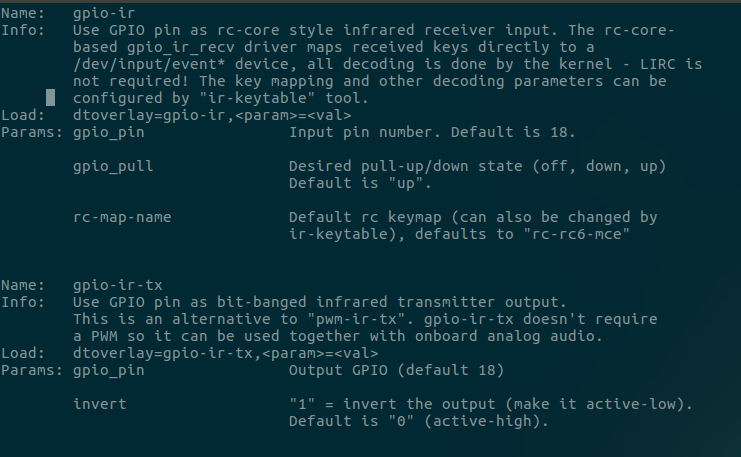 Name:   gpio-ir
Info:   Use GPIO pin as rc-core style infrared receiver input. The rc-core-
        based gpio_ir_recv driver maps received keys directly to a
        /dev/input/event* device, all decoding is done by the kernel - LIRC is
        not required! The key mapping and other decoding parameters can be
        configured by "ir-keytable" tool.
Load:   dtoverlay=gpio-ir,<param>=<val>
Params: gpio_pin                Input pin number. Default is 18.
        gpio_pull               Desired pull-up/down state (off, down, up)
                                Default is "up".
        rc-map-name             Default rc keymap (can also be changed by
                                ir-keytable), defaults to "rc-rc6-mce"
Name:   gpio-ir-tx
Info:   Use GPIO pin as bit-banged infrared transmitter output.
        This is an alternative to "pwm-ir-tx". gpio-ir-tx doesn't require
        a PWM so it can be used together with onboard analog audio.
Load:   dtoverlay=gpio-ir-tx,<param>=<val>
Params: gpio_pin                Output GPIO (default 18)
        invert                  "1" = invert the output (make it active-low).
                                Default is "0" (active-high).